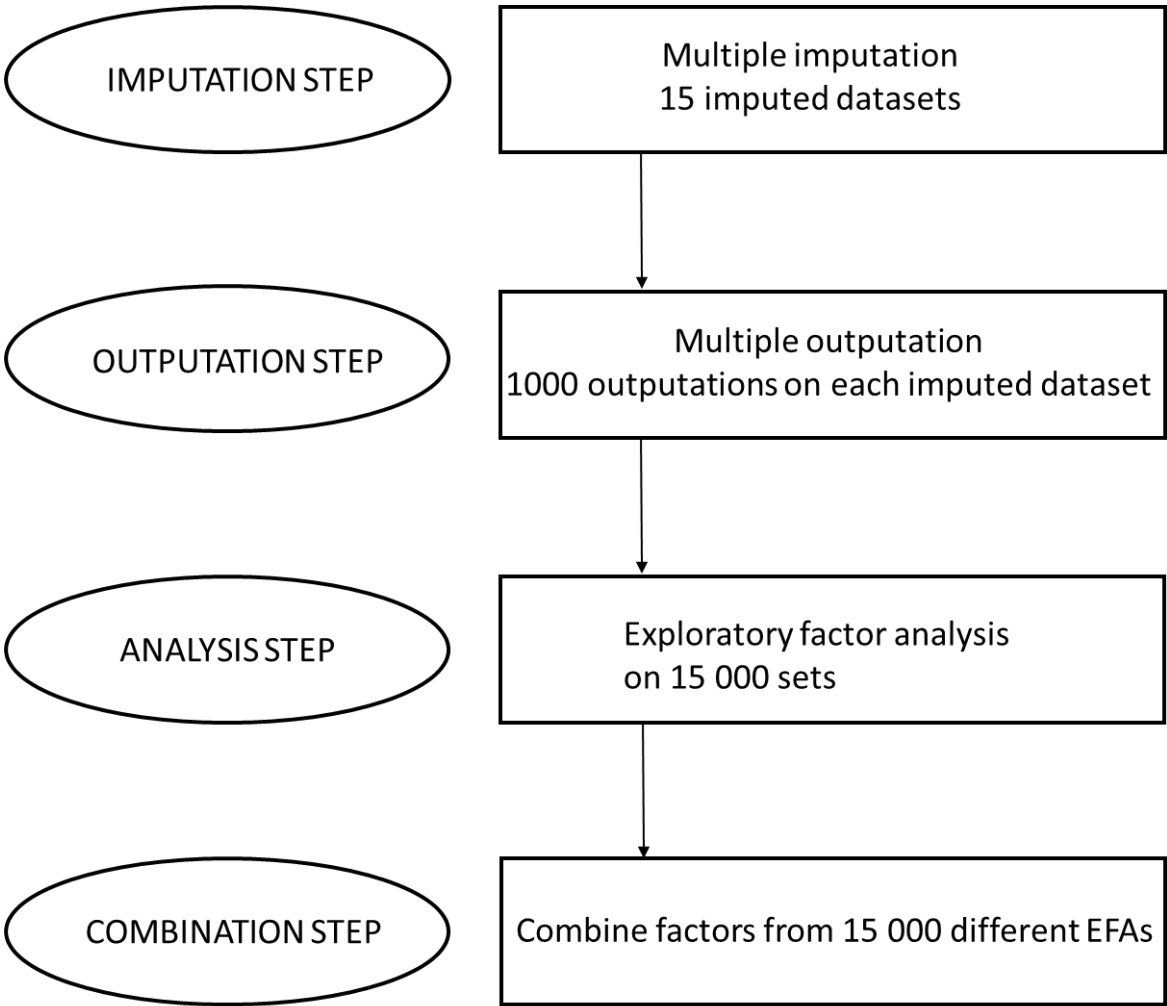 IMPUTATION STEP
Multiple imputation
15 imputed datasets
OUTPUTATION STEP
Multiple outputation
1000 outputations on each imputed dataset
ANALYSIS STEP
Exploratory factor analysis
on 15 000 sets
COMBINATION STEP
Combine factors from 15 000 different EFAs